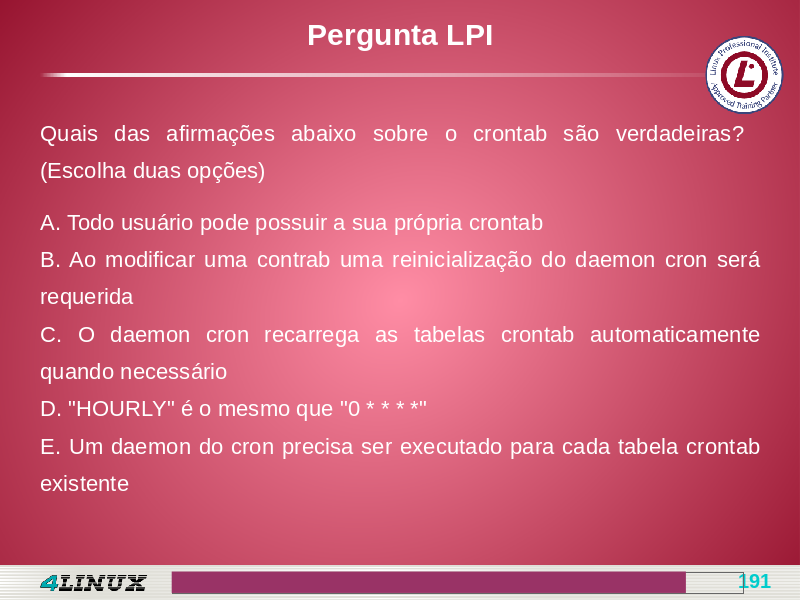 Pergunta LPI
Linux Professional Institute
Approved Training Partner
Quais das afirmações abaixo sobre o crontab são verdadeiras?
(Escolha duas opções)
A. Todo usuário pode possuir a sua própria crontab
B. Ao modificar uma contrab uma reinicialização do daemon cron será
requerida
C. O daemon cron recarrega as tabelas crontab automaticamente
quando necessário
D. "HOURLY" é o mesmo que "0 * * * *"
E. Um daemon do cron precisa ser executado para cada tabela crontab
existente
4LINUX
191